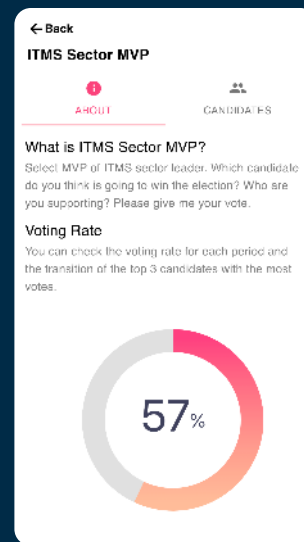 ←Back
ITMS Sector MVP
ABOUT
CANDIDATES
What is ITMS Sector MVP?
Select MVP of ITMS sector leader. Which candidate
do you think is going to win the election? Who are
you supporting? Please give me your vote.
Voting Rate
You can check the voting rate for each period and
the transition of the top 3 candidates with the most
votes.
57%